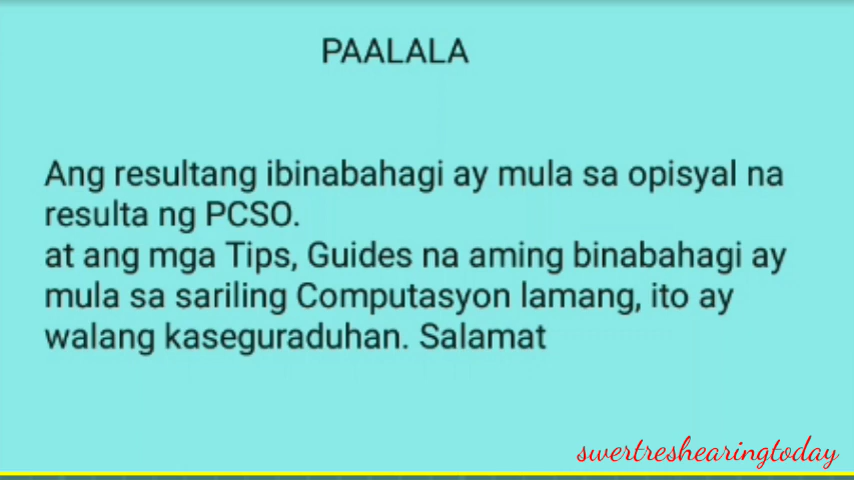 PAALALA
Ang resultang ibinabahagi ay mula sa opisyal na
resulta ng PCSO.
at ang mga Tips, Guides na aming binabahagi ay
mula sa sariling Computasyon lamang, ito ay
walang kaseguraduhan. Salamat
swertreshearingtoday